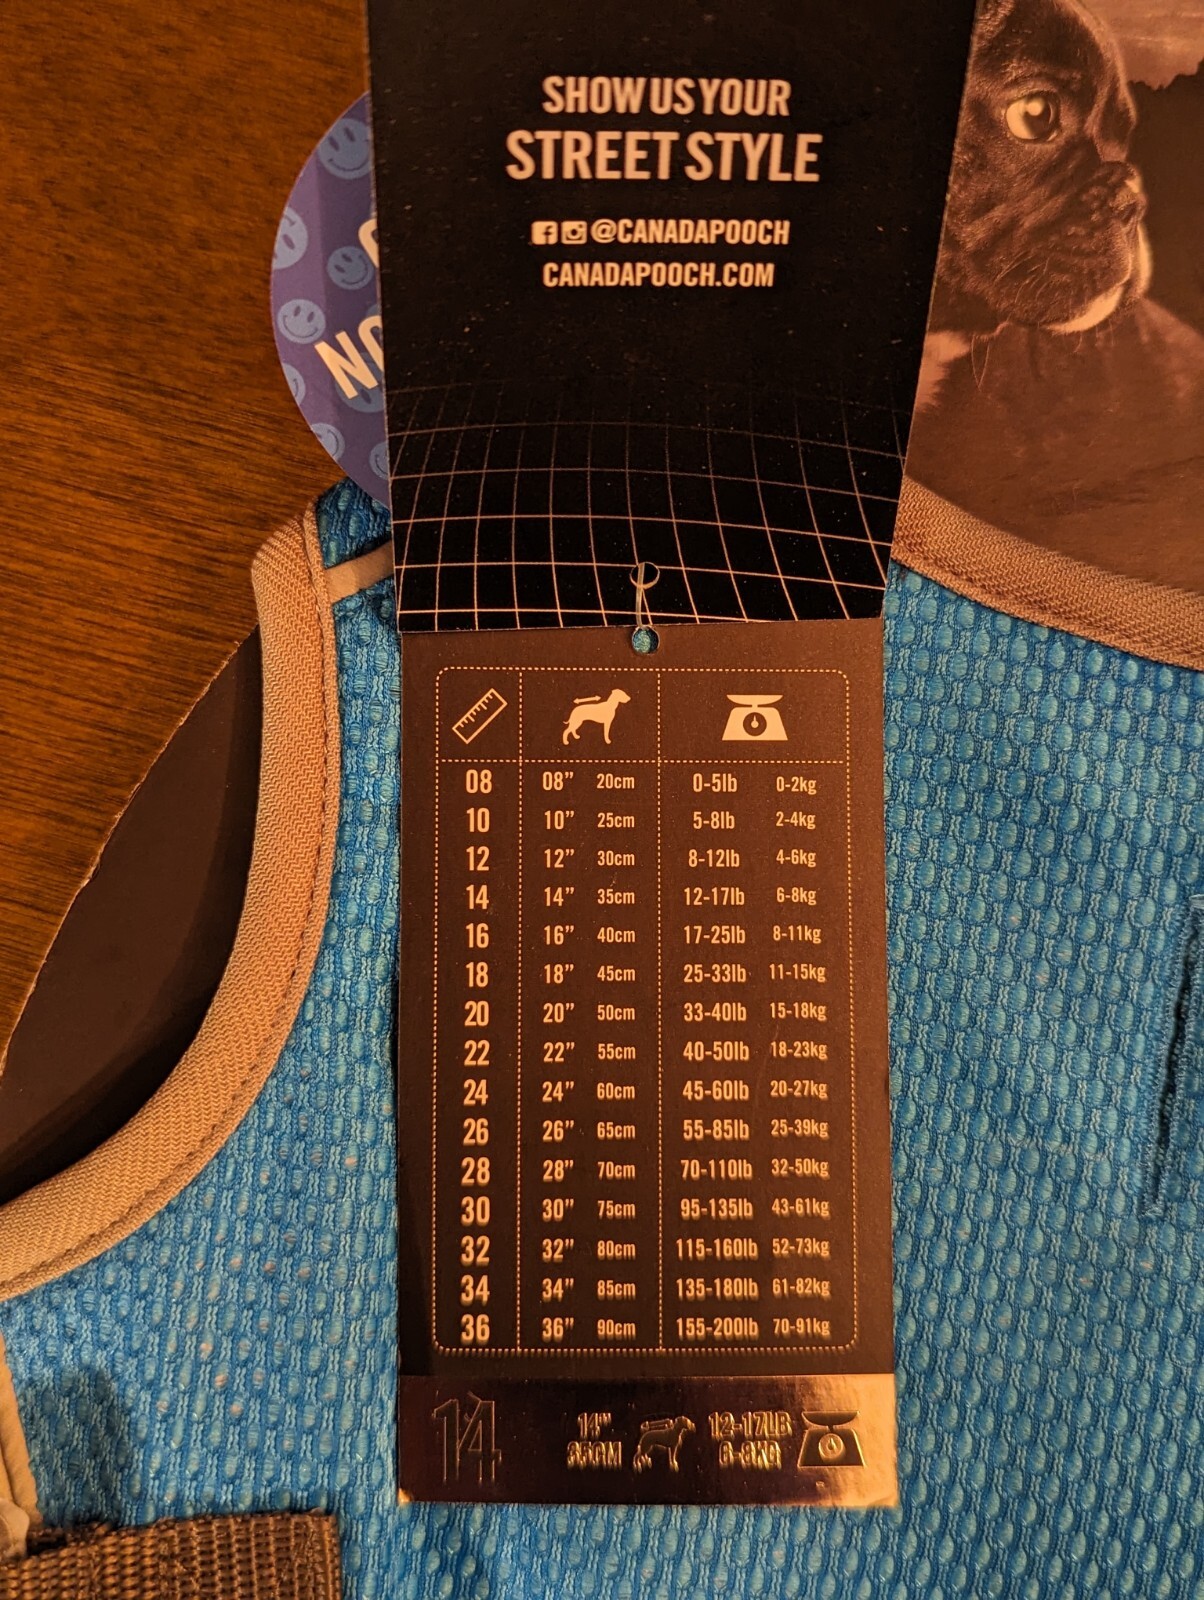 SHOW US YOUR
STREET STYLE
@CANADAPOOCH
CANADAPOOCH.COM
08 08” 20cm 0-5lb 0-2kg
10 10” 25cm 5-8lb 2-4kg
12 12” 30cm 8-12lb 4-6kg
14 14” 35cm 12-17lb 6-8kg
16 16” 40cm 17-25lb 8-11kg
18 18” 45cm 25-33lb 11-15kg
20 20” 50cm 33-40lb 15-18kg
22 22” 55cm 40-50lb 18-23kg
24 24” 60cm 45-60lb 20-27kg
26 26” 65cm 55-85lb 25-39kg
28 28” 70cm 70-110lb 32-50kg
30 30” 75cm 95-135lb 43-61kg
32 32” 80cm 115-160lb 52-73kg
34 34” 85cm 135-180lb 61-82kg
36 36” 90cm 155-200lb 70-91kg
14 14” 12-17LB
35CM 6-8KG